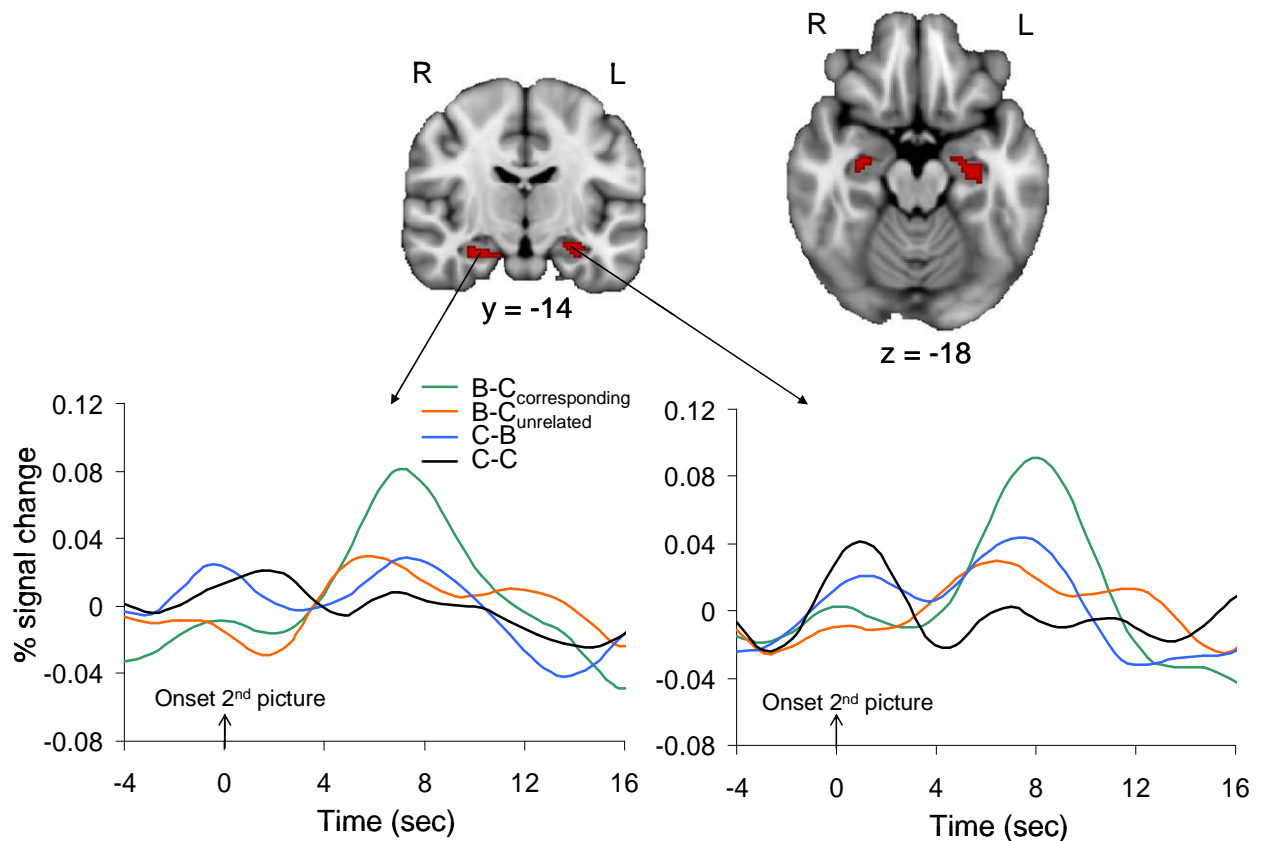 R L
R L
y = -14
z = -18
B-Ccorresponding
B-Cunrelated
C-B
C-C
% signal change
0.12
0.08
0.04
0
-0.04
-0.08
Onset 2nd picture
-4 0 4 8 12 16
Time (sec)
0.12
0.08
0.04
0
-0.04
-0.08
Onset 2nd picture
-4 0 4 8 12 16
Time (sec)